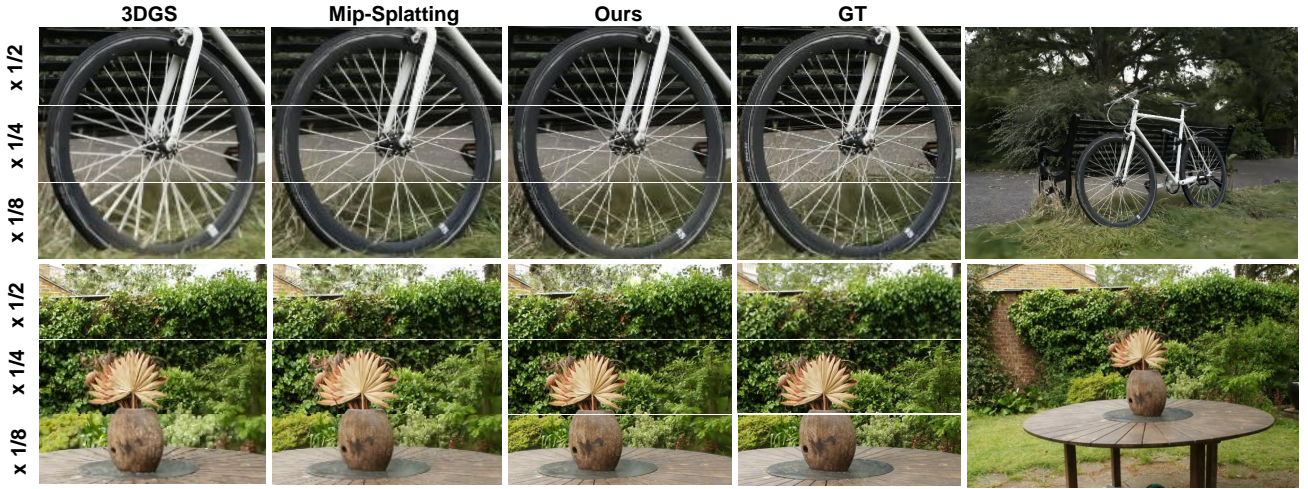 3DGS Mip-Splatting Ours GT
x 1/2
x 1/4
x 1/8
x 1/2
x 1/4
x 1/8